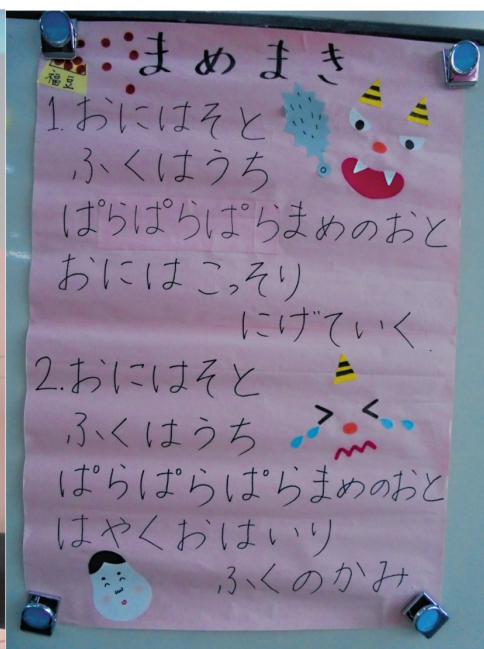 まめまき
1.おにはそと
ふくはうち
ぱらぱらぱらまめのおと
おにはこっそり
にげていく
2.おにはそと
ふくはうち
ぱらぱらぱらまめのおと
はやくおはいり
ふくのかみ